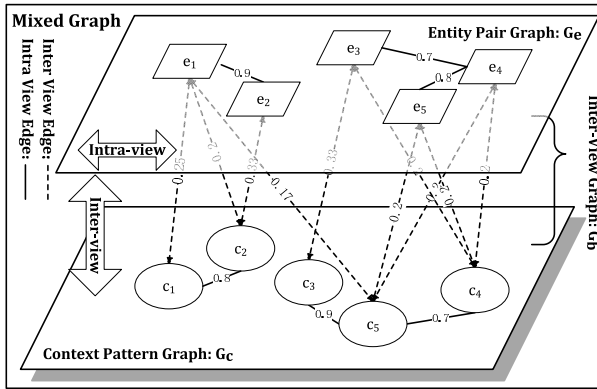 Mixed Graph
Entity Pair Graph: Ge
Inter View Edge:
Intra View Edge:
e1
e2
e3
e4
e5
0.9
0.7
0.8
Intra-view
Inter-view
Inter-view Graph: Gb
0.25
0.2
0.33
0.17
0.33
0.2
0.2
0.2
c1
c2
c3
c4
c5
0.8
0.9
0.7
Context Pattern Graph: Gc